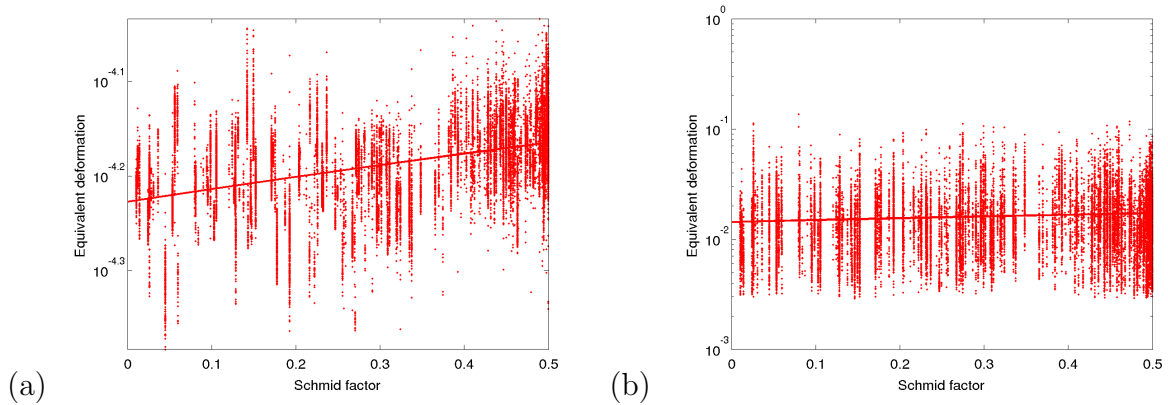 10^-4.1
10^-4.2
10^-4.3
Equivalent deformation
0 0.1 0.2 0.3 0.4 0.5
Schmid factor
(a)
10^0
10^-1
10^-2
10^-3
Equivalent deformation
0 0.1 0.2 0.3 0.4 0.5
Schmid factor
(b)